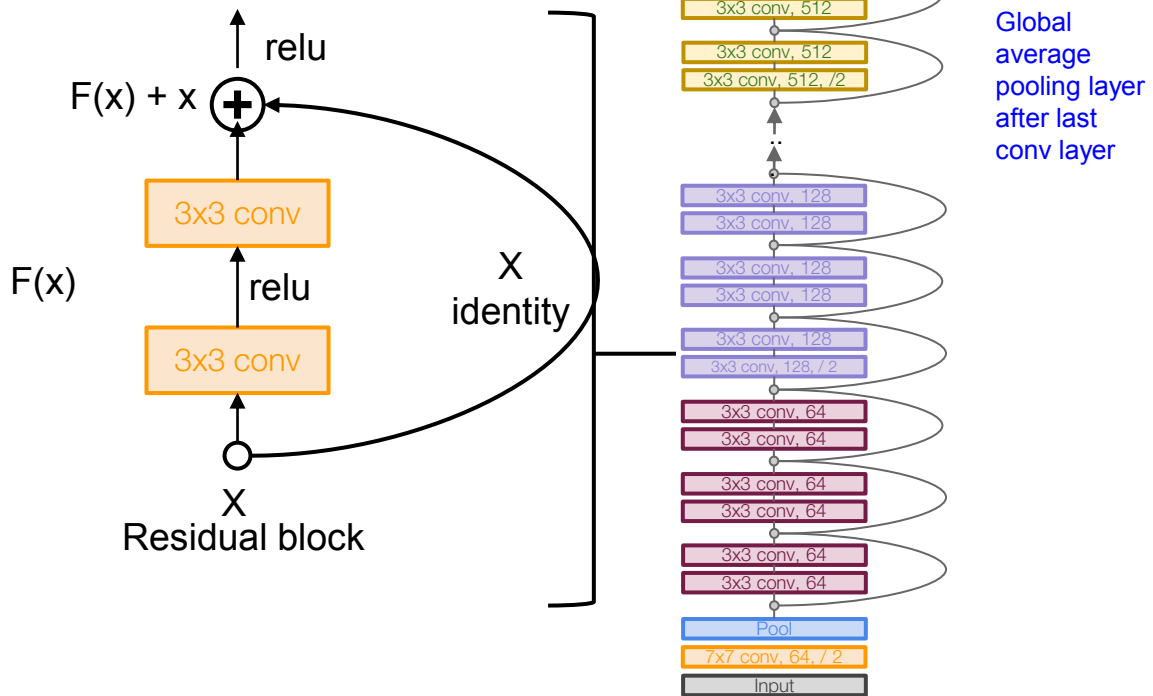 relu
F(x) + x
3x3 conv
F(x)
relu
X
identity
3x3 conv
X
Residual block
3x3 conv, 512
3x3 conv, 512
3x3 conv, 512, /2
..
.
3x3 conv, 128
3x3 conv, 128
3x3 conv, 128
3x3 conv, 128
3x3 conv, 128
3x3 conv, 128, / 2
3x3 conv, 64
3x3 conv, 64
3x3 conv, 64
3x3 conv, 64
3x3 conv, 64
3x3 conv, 64
Pool
7x7 conv, 64, / 2
Input
Global
average
pooling layer
after last
conv layer